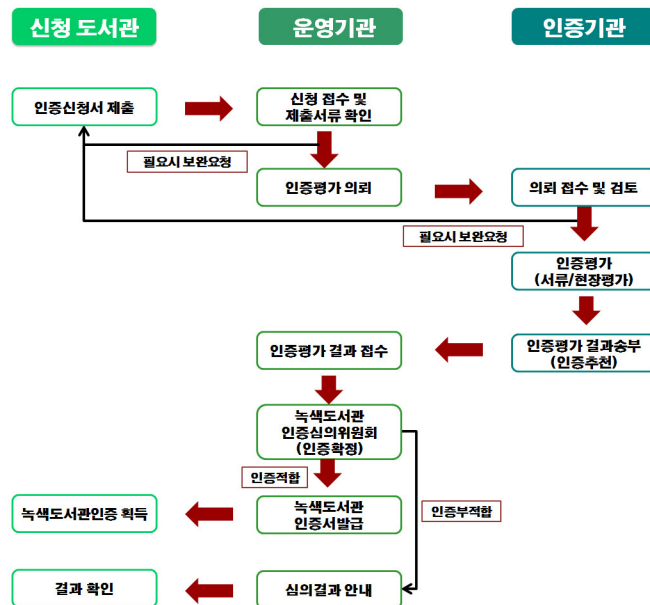 신청 도서관
운영기관
인증기관
인증신청서 제출
신청 접수 및
제출서류 확인
필요시 보완요청
인증평가 의뢰
의뢰 접수 및 검토
필요시 보완요청
인증평가
(서류/현장평가)
인증평가 결과 접수
인증평가 결과송부
(인증추천)
녹색도서관
인증심의위원회
(인증확정)
인증적합
녹색도서관인증 획득
녹색도서관
인증서발급
인증부적합
결과 확인
심의결과 안내